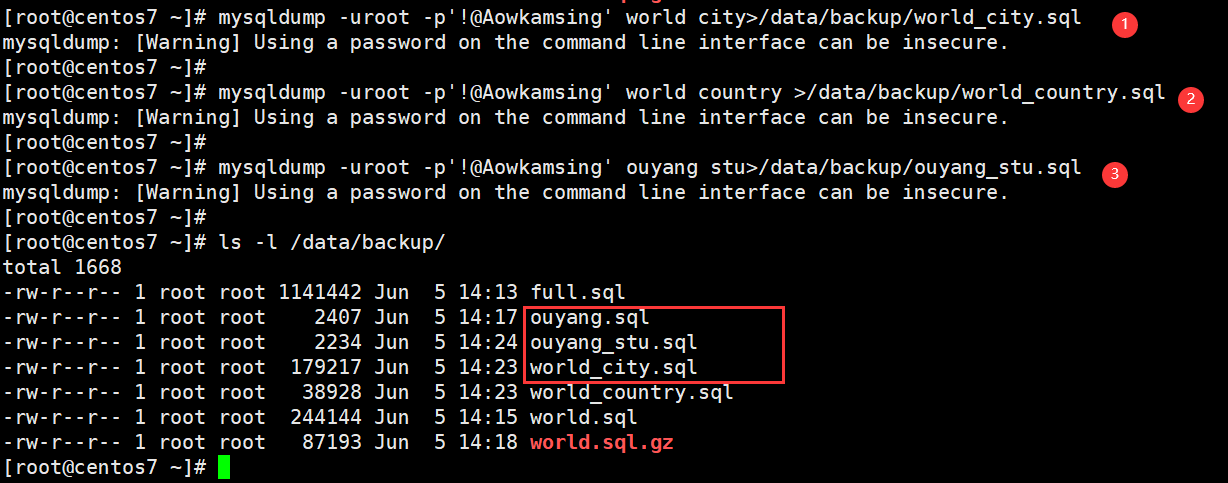 [root@centos7 ~]# mysqldump -uroot -p'!@Aowkamsing' world city>/data/backup/world_city.sql 1
mysqldump: [Warning] Using a password on the command line interface can be insecure.
[root@centos7 ~]#
[root@centos7 ~]# mysqldump -uroot -p'!@Aowkamsing' world country >/data/backup/world_country.sql 2
mysqldump: [Warning] Using a password on the command line interface can be insecure.
[root@centos7 ~]#
[root@centos7 ~]# mysqldump -uroot -p'!@Aowkamsing' ouyang stu>/data/backup/ouyang_stu.sql 3
mysqldump: [Warning] Using a password on the command line interface can be insecure.
[root@centos7 ~]#
[root@centos7 ~]# ls -l /data/backup/
total 1668
-rw-r--r-- 1 root root 1141442 Jun  5 14:13 full.sql
-rw-r--r-- 1 root root    2407 Jun  5 14:17 ouyang.sql
-rw-r--r-- 1 root root    2234 Jun  5 14:24 ouyang_stu.sql
-rw-r--r-- 1 root root  179217 Jun  5 14:23 world_city.sql
-rw-r--r-- 1 root root   38928 Jun  5 14:23 world_country.sql
-rw-r--r-- 1 root root  244144 Jun  5 14:15 world.sql
-rw-r--r-- 1 root root   87193 Jun  5 14:18 world.sql.gz
[root@centos7 ~]#